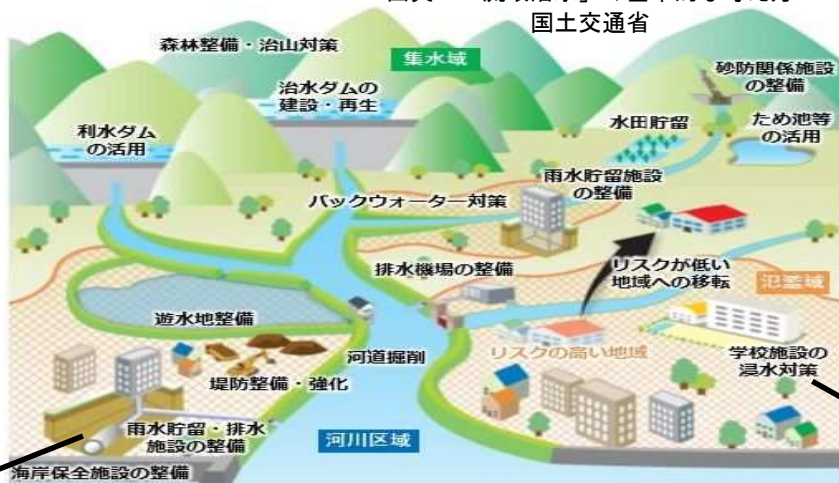 国土交通省
森林整備・治山対策
集水域
砂防関係施設
の整備
治水ダムの
建設・再生
利水ダム
の活用
水田貯留
ため池等
の活用
雨水貯留施設
の整備
バックウォーター対策
排水機場の整備
リスクが低い
地域への移転
氾濫域
遊水地整備
河道掘削
リスクの高い地域
学校施設の
浸水対策
堤防整備・強化
雨水貯留・排水
施設の整備
河川区域
海岸保全施設の整備